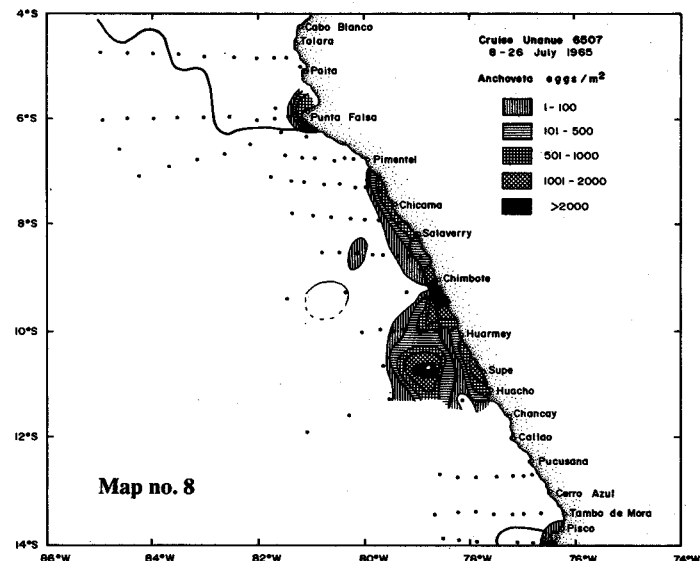 4°S
Cabo Blanco
Talara
Paita
Cruise Unanue 6507
8-26 July 1965
Anchoveta eggs/m²
1-100
101-500
501-1000
1001-2000
>2000
6°S
Punta Falsa
Pimentel
Chicama
8°S
Salaverry
Chimbote
10°S
Huarmey
Supe
Huacho
Chancay
12°S
Callao
Pucusana
Map no. 8
Cerro Azul
Tambo de Mora
Pisco
14°S
86°W
84°W
82°W
80°W
78°W
76°W
74°W